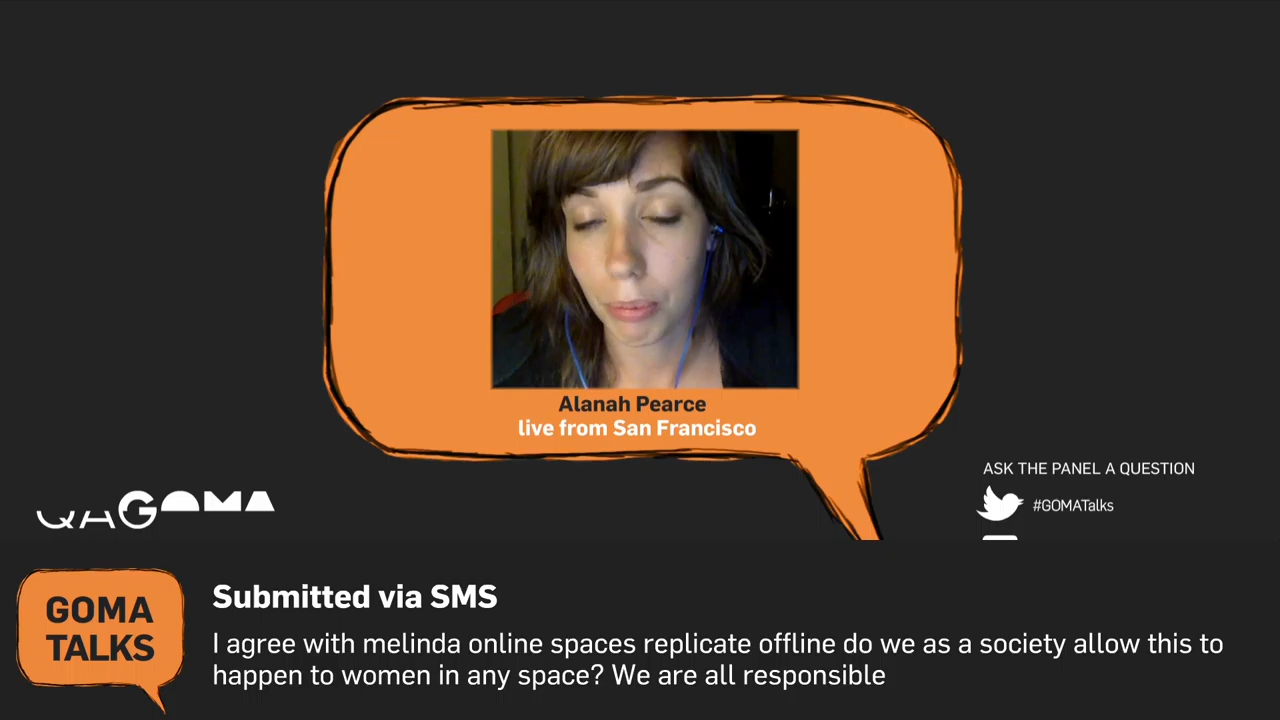 Alanah Pearce
live from San Francisco
ASK THE PANEL A QUESTION
#GOMATalks
QAGOMA
GOMA
TALKS
Submitted via SMS
I agree with melinda online spaces replicate offline do we as a society allow this to
happen to women in any space? We are all responsible